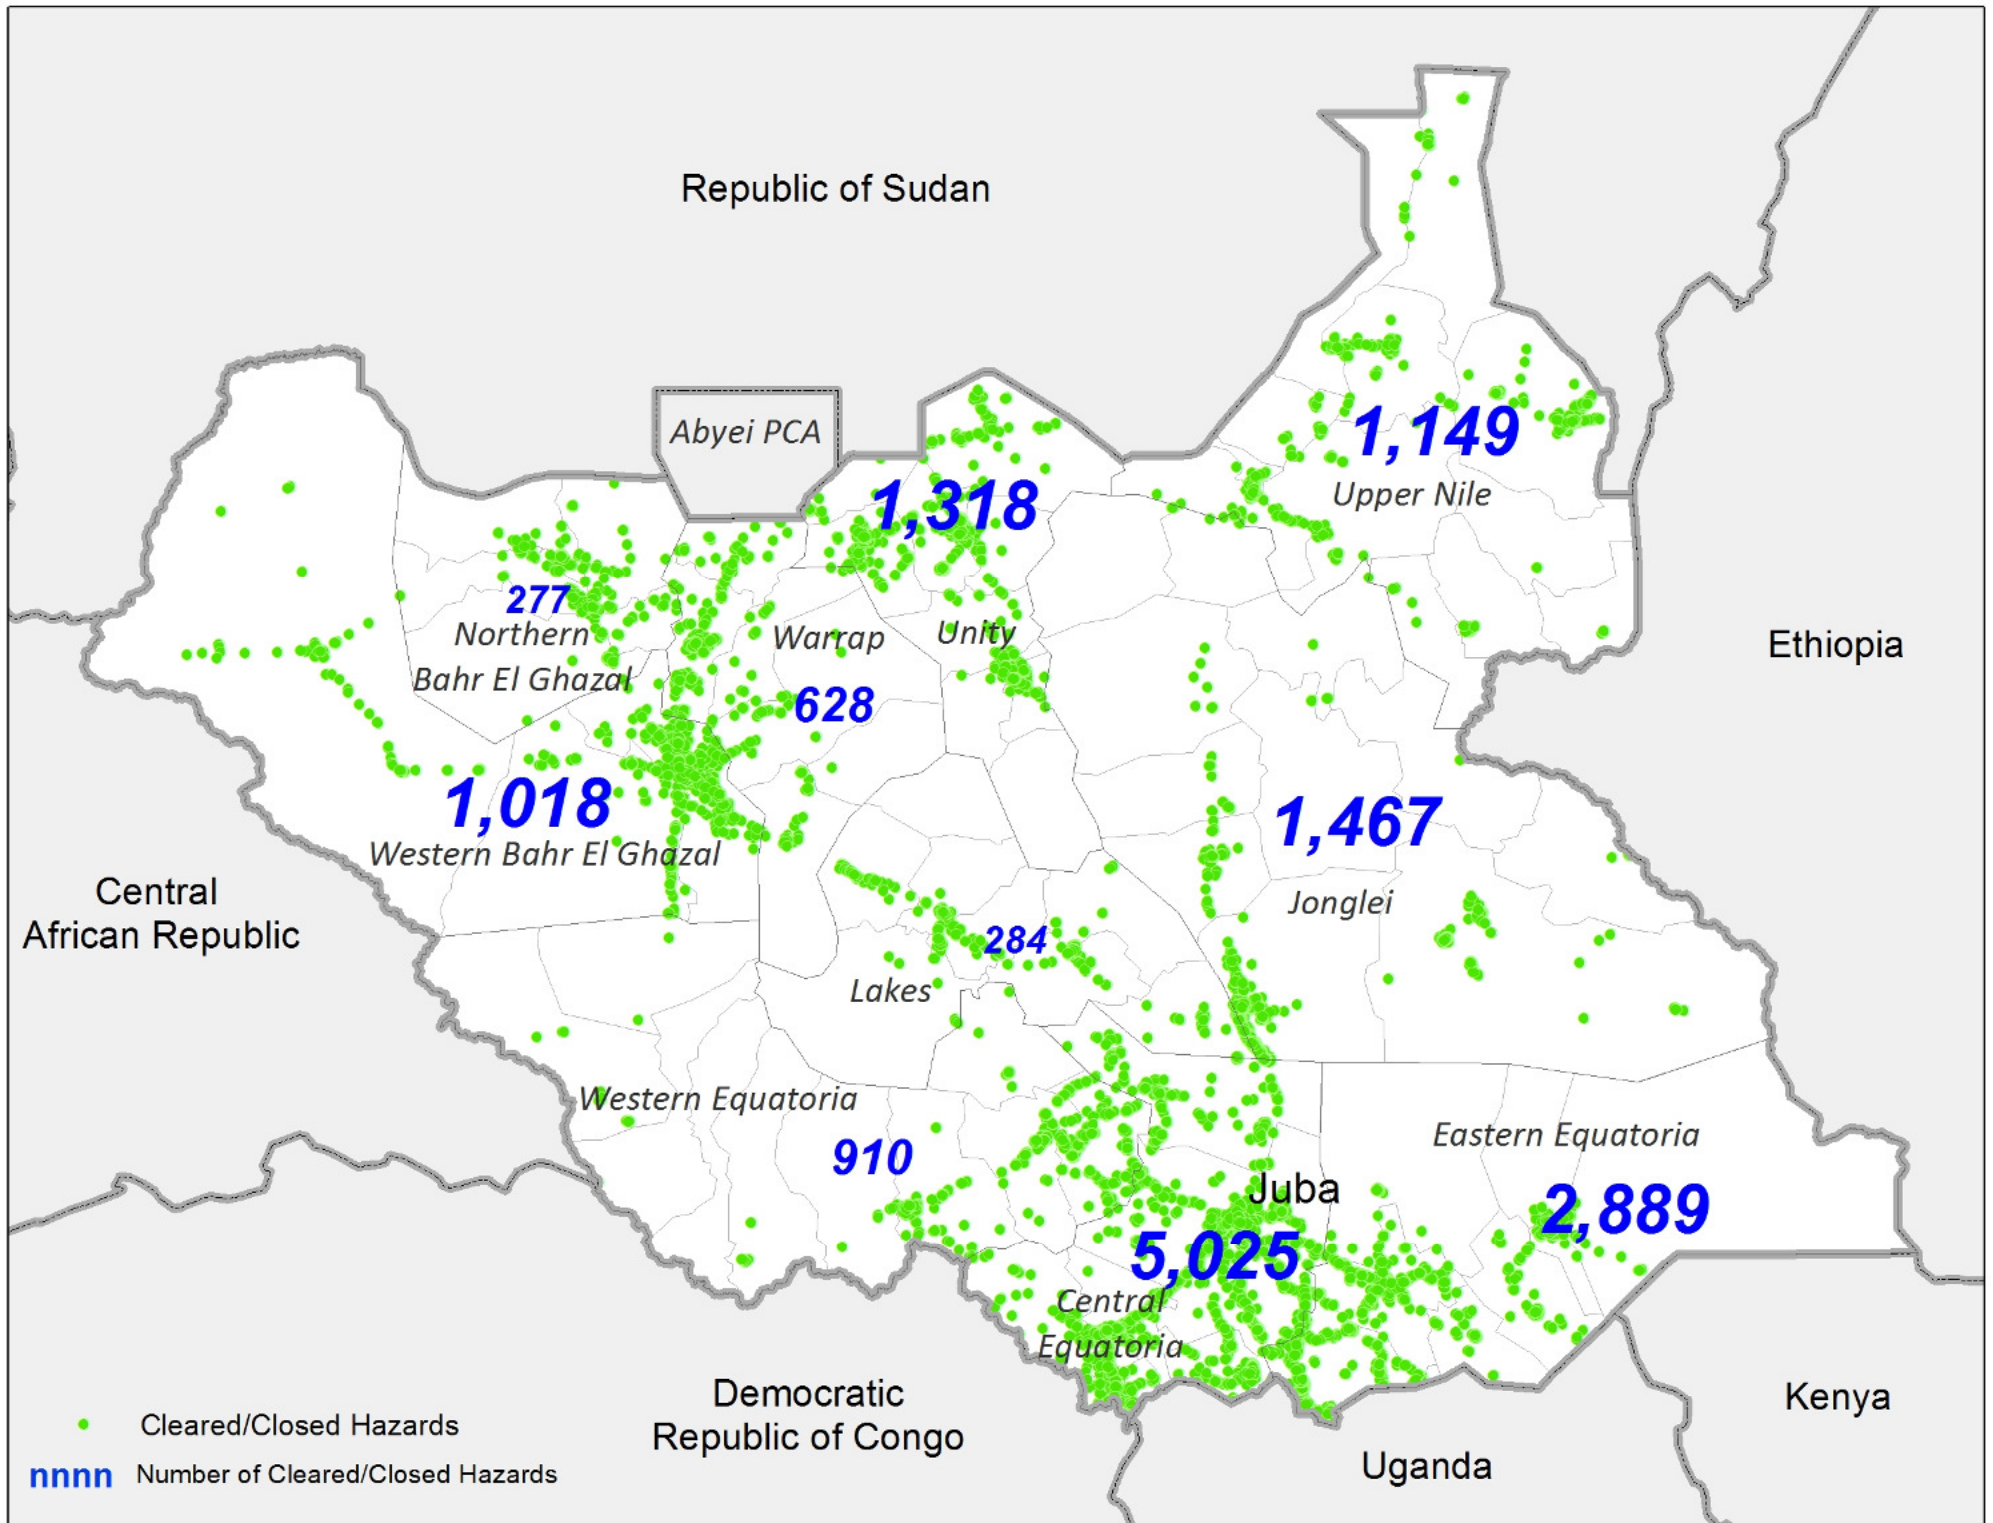 Republic of Sudan
Abyei PCA
1,149
Upper Nile
1,318
277
Northern
Bahr El Ghazal
Warrap
628
Unity
Ethiopia
1,018
Western Bahr El Ghazal
1,467
Jonglei
Central
African Republic
284
Lakes
Western Equatoria
910
Eastern Equatoria
2,889
Juba
5,025
Central
Equatoria
Democratic
Republic of Congo
Kenya
Uganda
Cleared/Closed Hazards
nnnn Number of Cleared/Closed Hazards